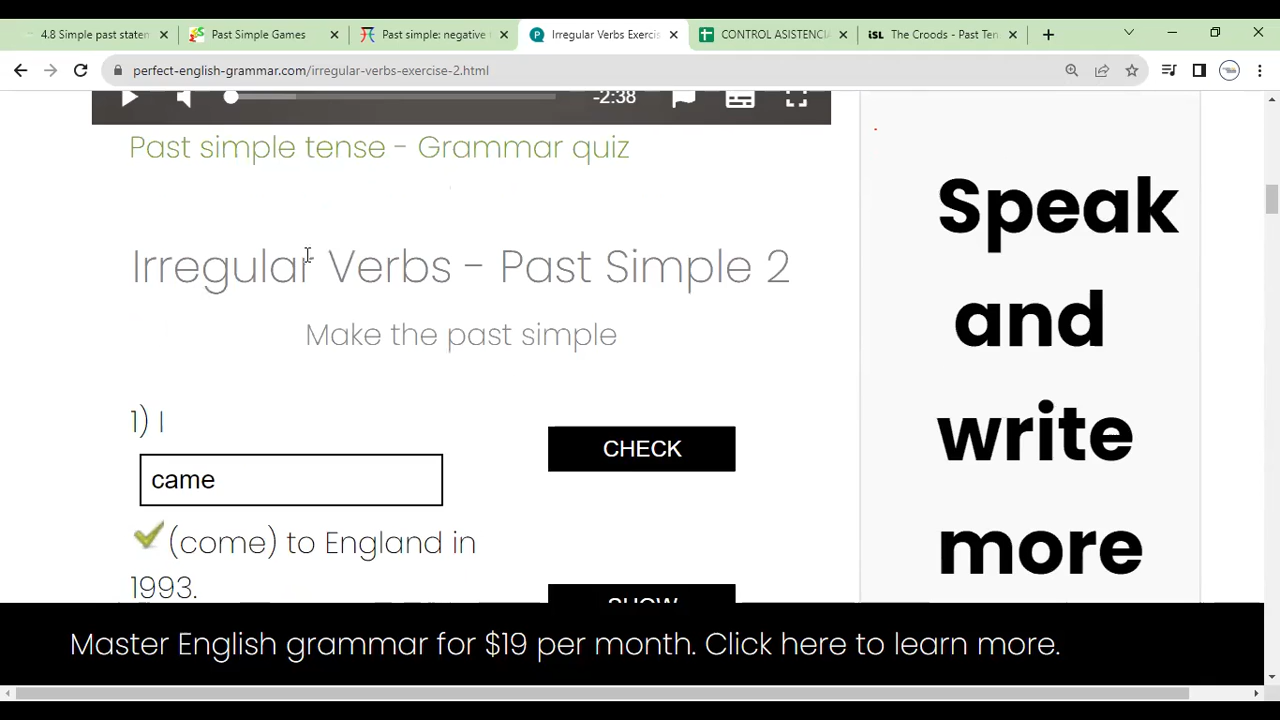 4.8 Simple past staten
Past Simple Games
Past simple: negative
Irregular Verbs Exercis
CONTROL ASISTENCIA
iSL The Croods - Past Ten
perfect-english-grammar.com/irregular-verbs-exercise-2.html
-2:38
Past simple tense - Grammar quiz
Irregular Verbs - Past Simple 2
Make the past simple
1) I
CHECK
came
(come) to England in
1993.
SHOW
Speak
and
write
more
Master English grammar for $19 per month. Click here to learn more.